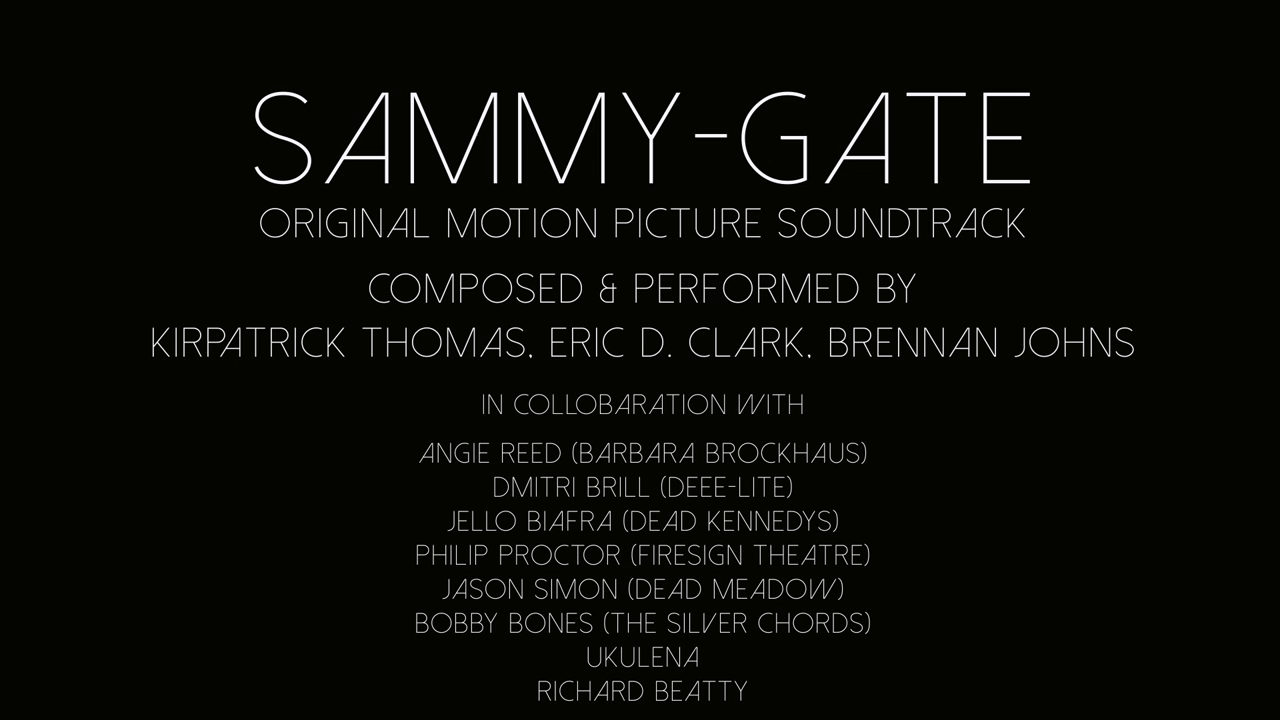 SAMMY-GATE
ORIGINAL MOTION PICTURE SOUNDTRACK
COMPOSED & PERFORMED BY
KIRPATRICK THOMAS, ERIC D. CLARK, BRENNAN JOHNS
IN COLLOBARATION WITH
ANGIE REED (BARBARA BROCKHAUS)
DMITRI BRILL (DEEE-LITE)
JELLO BIAFRA (DEAD KENNEDYS)
PHILIP PROCTOR (FIRESIGN THEATRE)
JASON SIMON (DEAD MEADOW)
BOBBY BONES (THE SILVER CHORDS)
UKULENA
RICHARD BEATTY